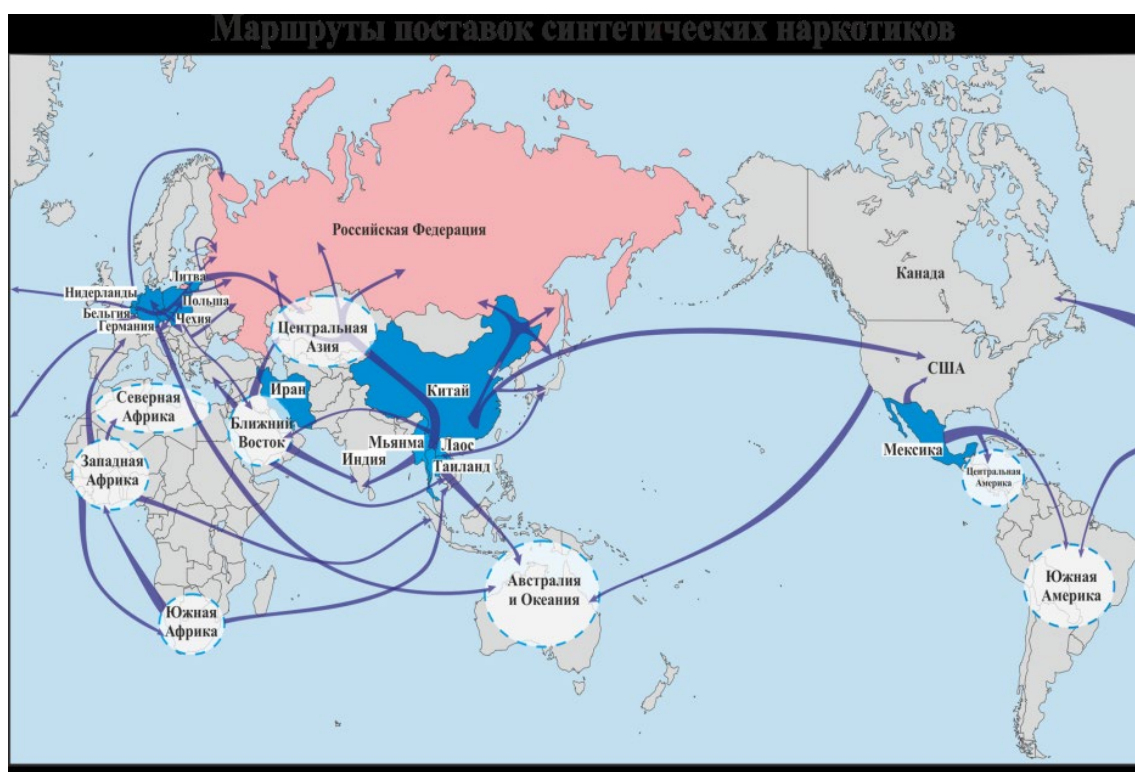 Маршруты поставок синтетических наркотиков
Российская Федерация
Канада
Литва
Нидерланды
Польша
Бельгия
Германия
Чехия
Центральная
Азия
США
Иран
Китай
Северная
Африка
Ближний
Восток
Мьянма
Лаос
Мексика
Западная
Африка
Индия
Таиланд
Центральная
Америка
Австралия
и Океания
Южная
Америка
Южная
Африка